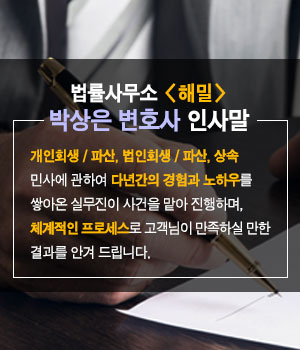 법률사무소 <해밀>
박상은 변호사 인사말
개인회생 / 파산, 법인회생 / 파산, 상속
민사에 관하여 다년간의 경험과 노하우를
쌓아온 실무진이 사건을 맡아 진행하며,
체계적인 프로세스로 고객님이 만족하실 만한
결과를 안겨 드립니다.